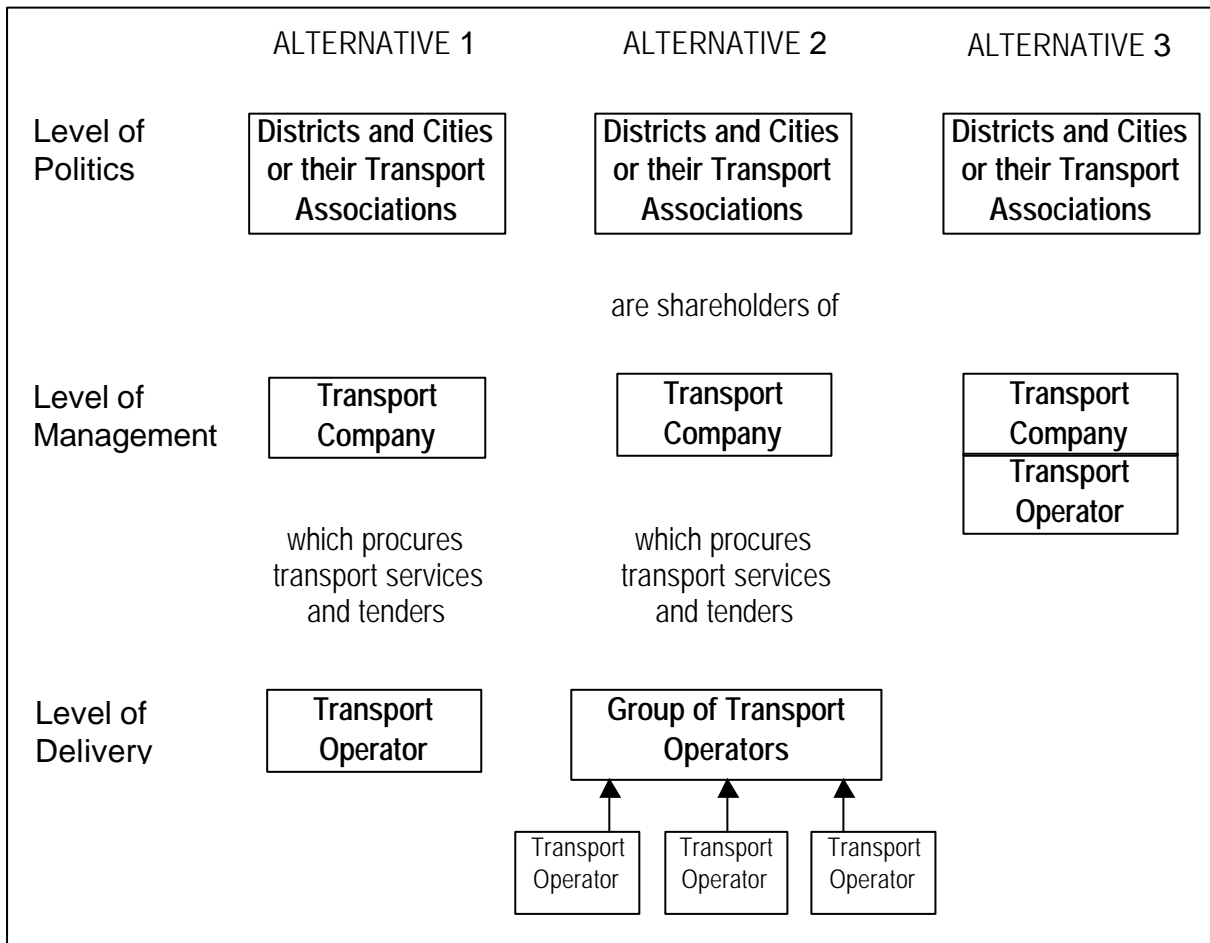 ALTERNATIVE 1
ALTERNATIVE 2
ALTERNATIVE 3
Level of
Politics
Districts and Cities
or their Transport
Associations
Districts and Cities
or their Transport
Associations
Districts and Cities
or their Transport
Associations
are shareholders of
Level of
Management
Transport
Company
Transport
Company
Transport
Company
Transport
Operator
which procures
transport services
and tenders
which procures
transport services
and tenders
Level of
Delivery
Transport
Operator
Group of Transport
Operators
Transport
Operator
Transport
Operator
Transport
Operator